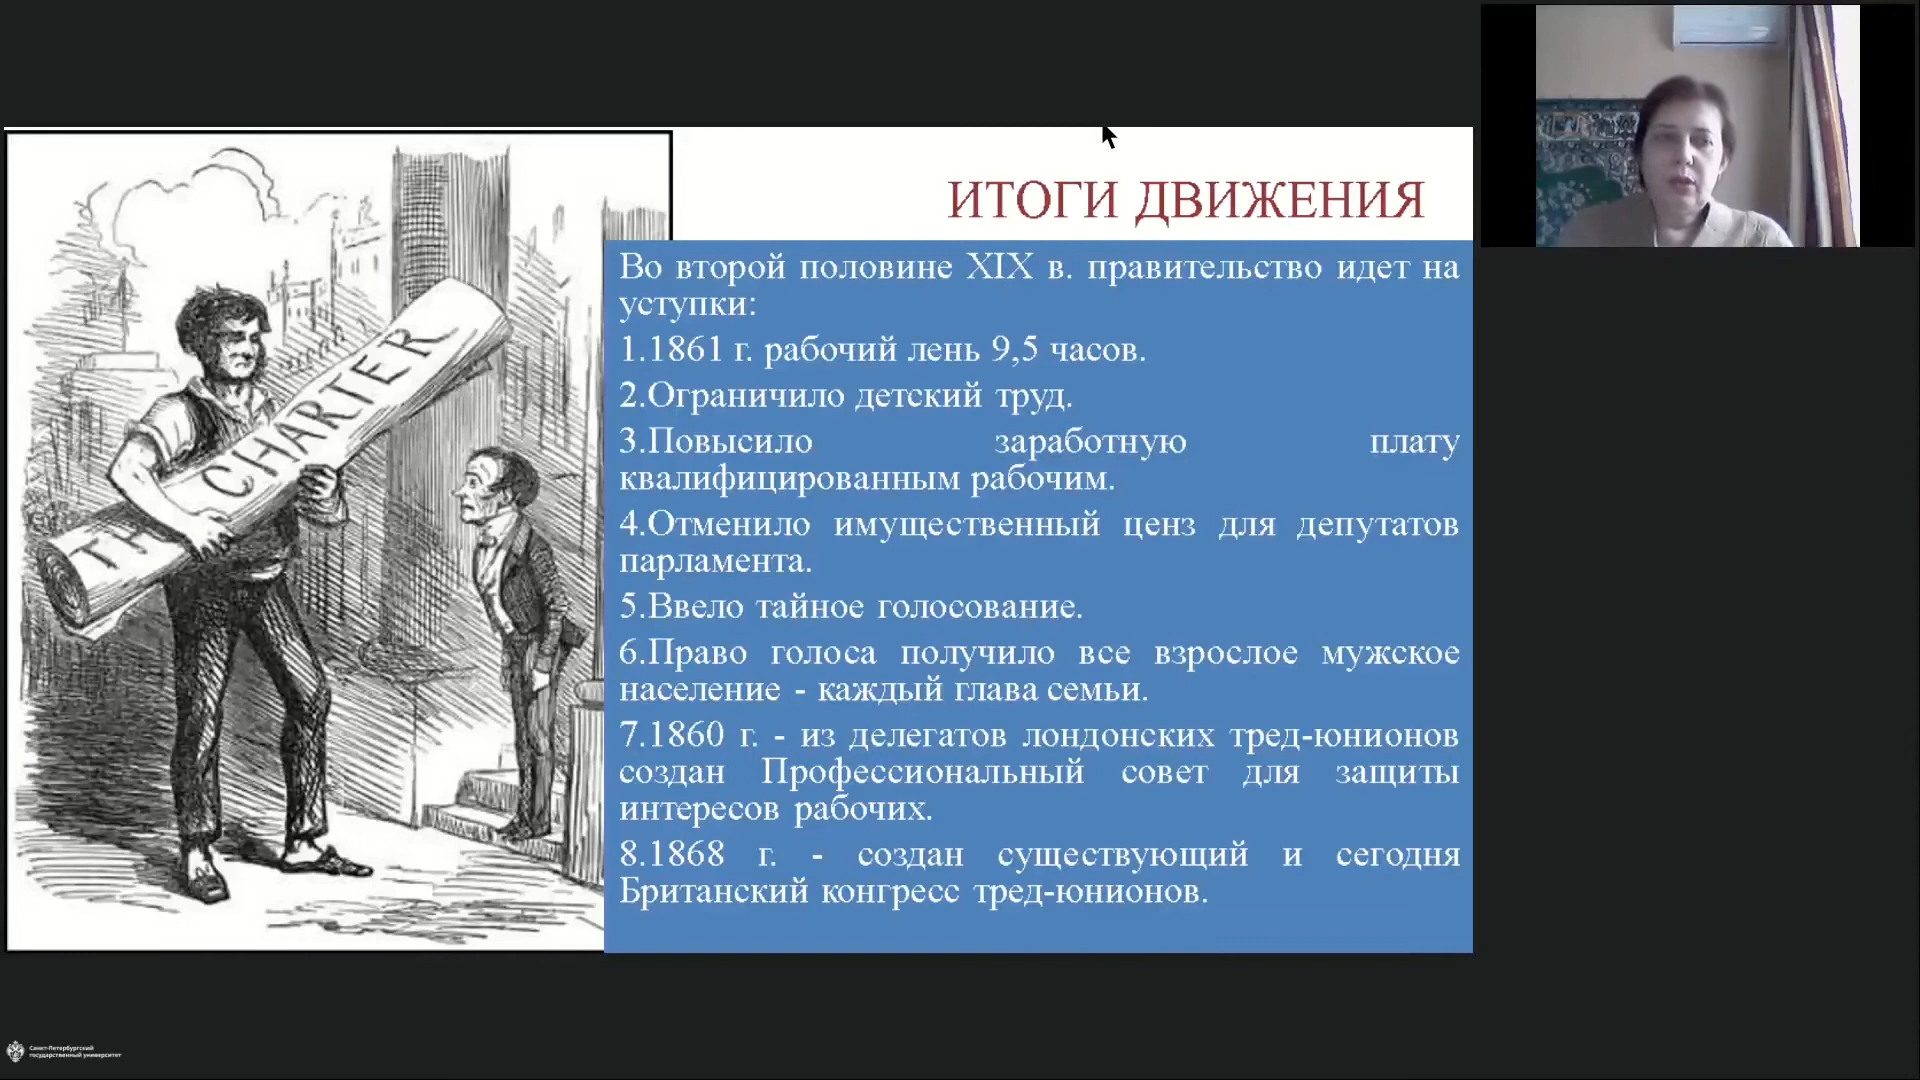 ИТОГИ ДВИЖЕНИЯ
Во второй половине XIX в. правительство идет на
уступки:
1.1861 г. рабочий лень 9,5 часов.
2.Ограничило детский труд.
3.Повысило заработную плату
квалифицированным рабочим.
4.Отменило имущественный ценз для депутатов
парламента.
5.Ввело тайное голосование.
6.Право голоса получило все взрослое мужское
население - каждый глава семьи.
7.1860 г. - из делегатов лондонских тред-юнионов
создан Профессиональный совет для защиты
интересов рабочих.
8.1868 г. - создан существующий и сегодня
Британский конгресс тред-юнионов.
TH CHARTER
Санкт-Петербургский
государственный университет